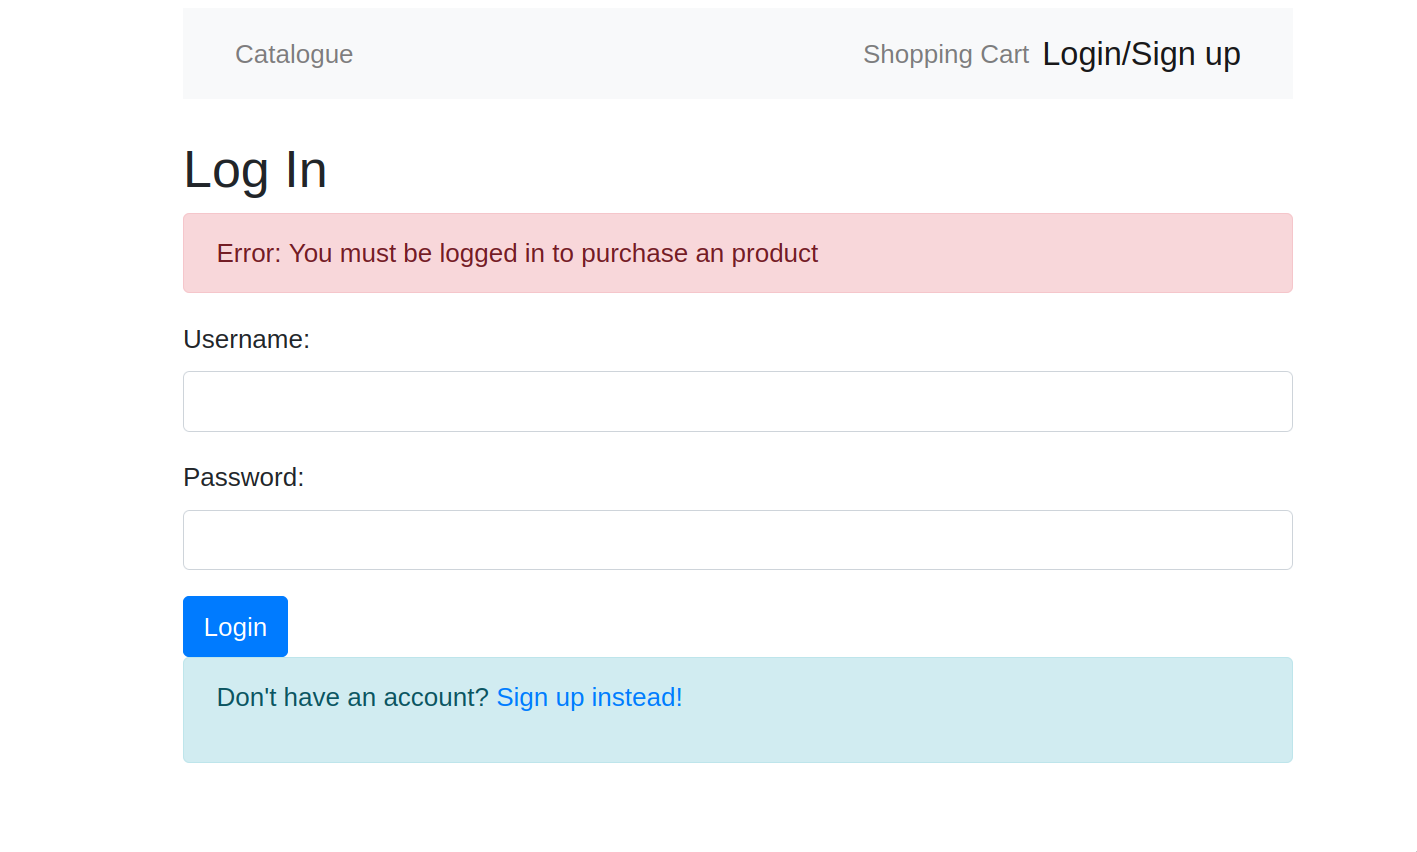 Catalogue Shopping Cart Login/Sign up
Log In
Error: You must be logged in to purchase an product
Username:
Password:
Login
Don't have an account? Sign up instead!